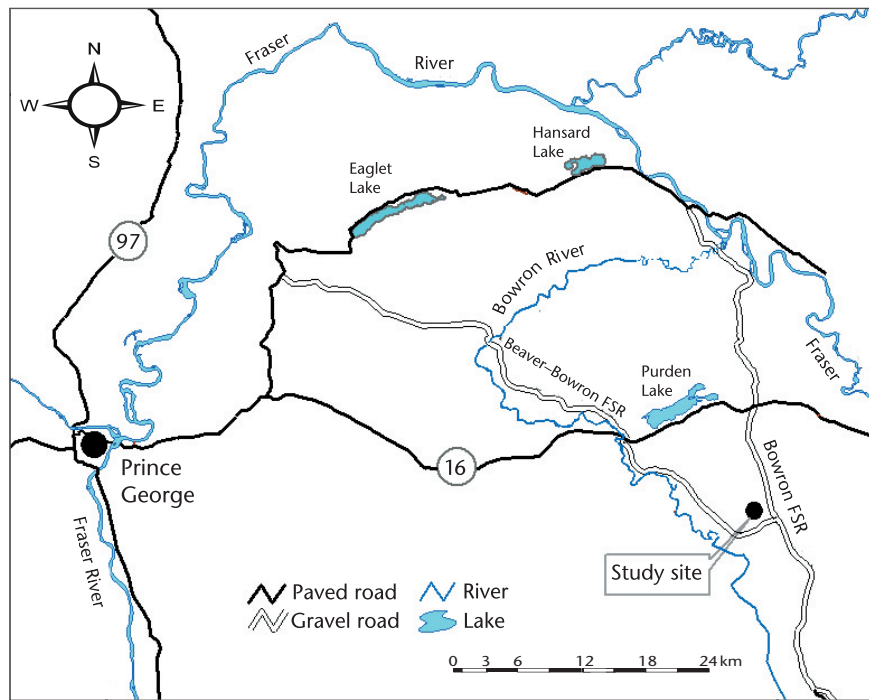 Fraser
River
N
W
E
S
Hansard
Lake
Eaglet
Lake
97
Bowron River
Beaver–Bowron FSR
Purden
Lake
Fraser
Prince
George
16
Bowron FSR
Fraser River
Study site
Paved road
River
Gravel road
Lake
0 3 6 12 18 24 km